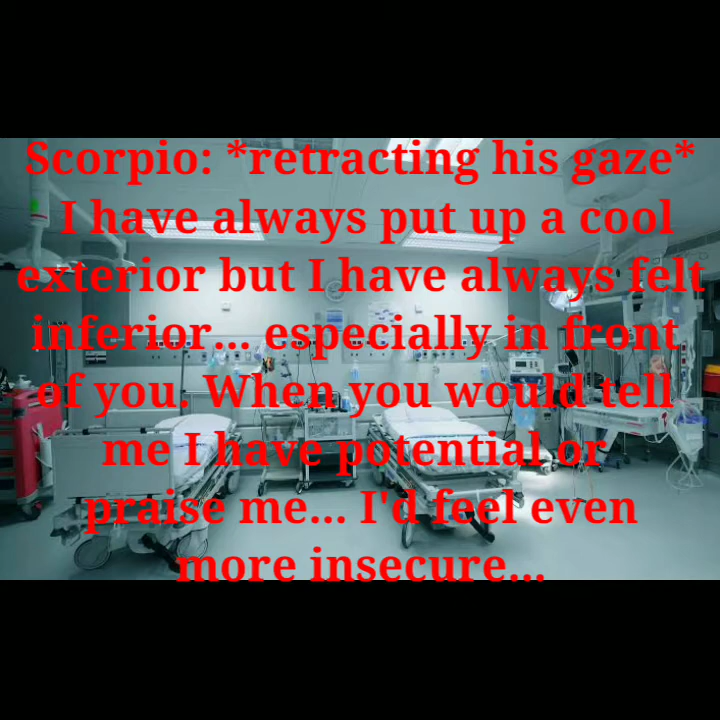 Scorpio: *retracting his gaze*
I have always put up a cool
exterior but I have always felt
inferior... especially in front
of you. When you would tell
me I have potential or
praise me... I'd feel even
more insecure...